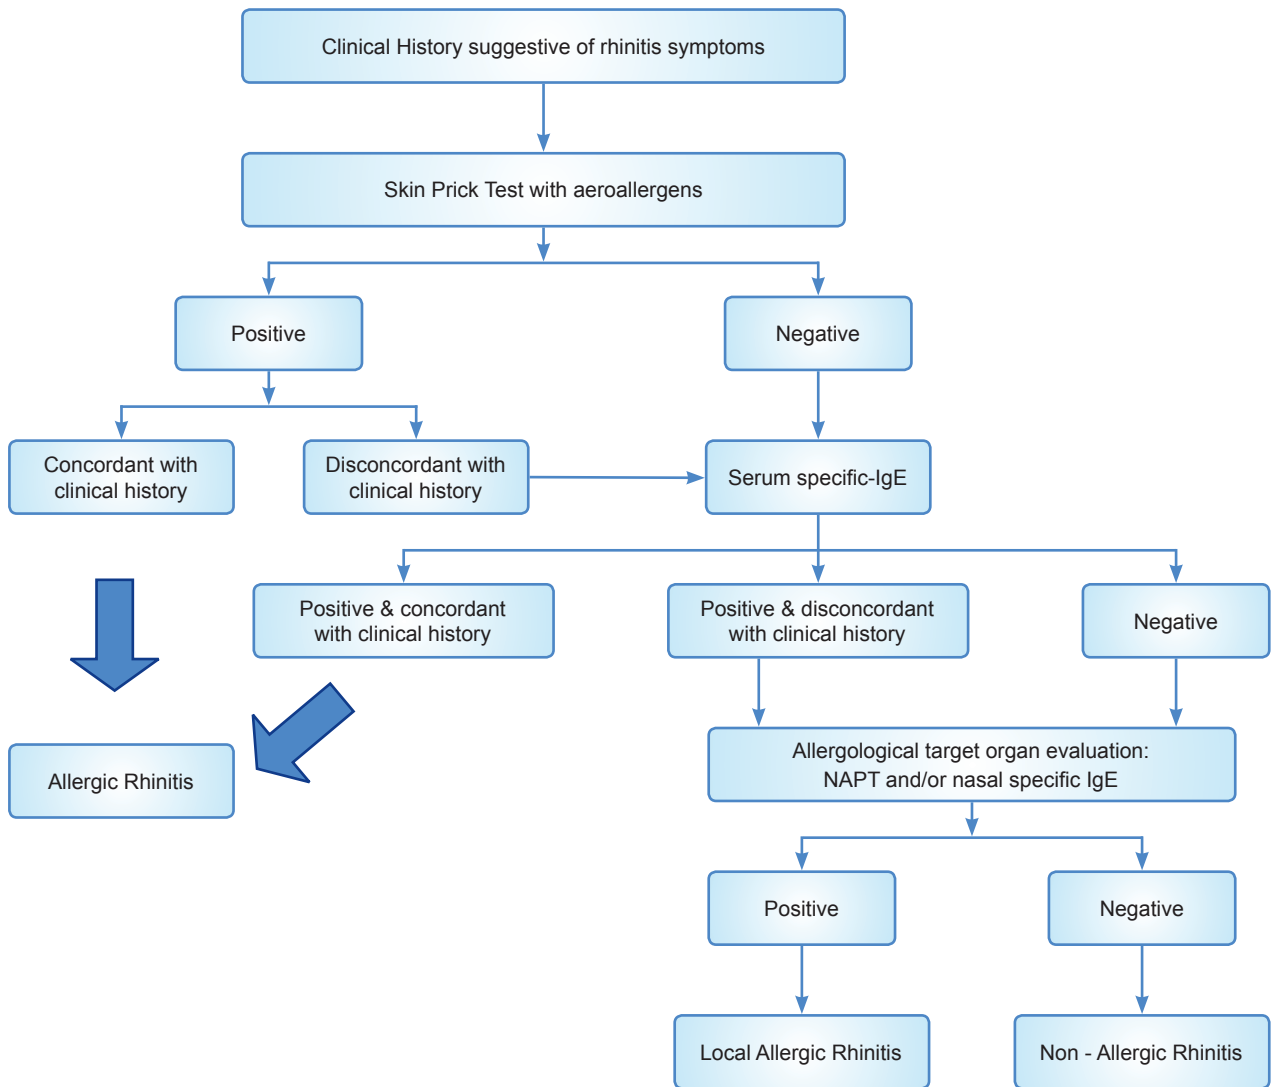 Clinical History suggestive of rhinitis symptoms
Skin Prick Test with aeroallergens
Positive
Negative
Concordant with
clinical history
Disconcordant with
clinical history
Serum specific-IgE
Positive & concordant
with clinical history
Positive & disconcordant
with clinical history
Negative
Allergic Rhinitis
Allergological target organ evaluation:
NAPT and/or nasal specific IgE
Positive
Negative
Local Allergic Rhinitis
Non - Allergic Rhinitis